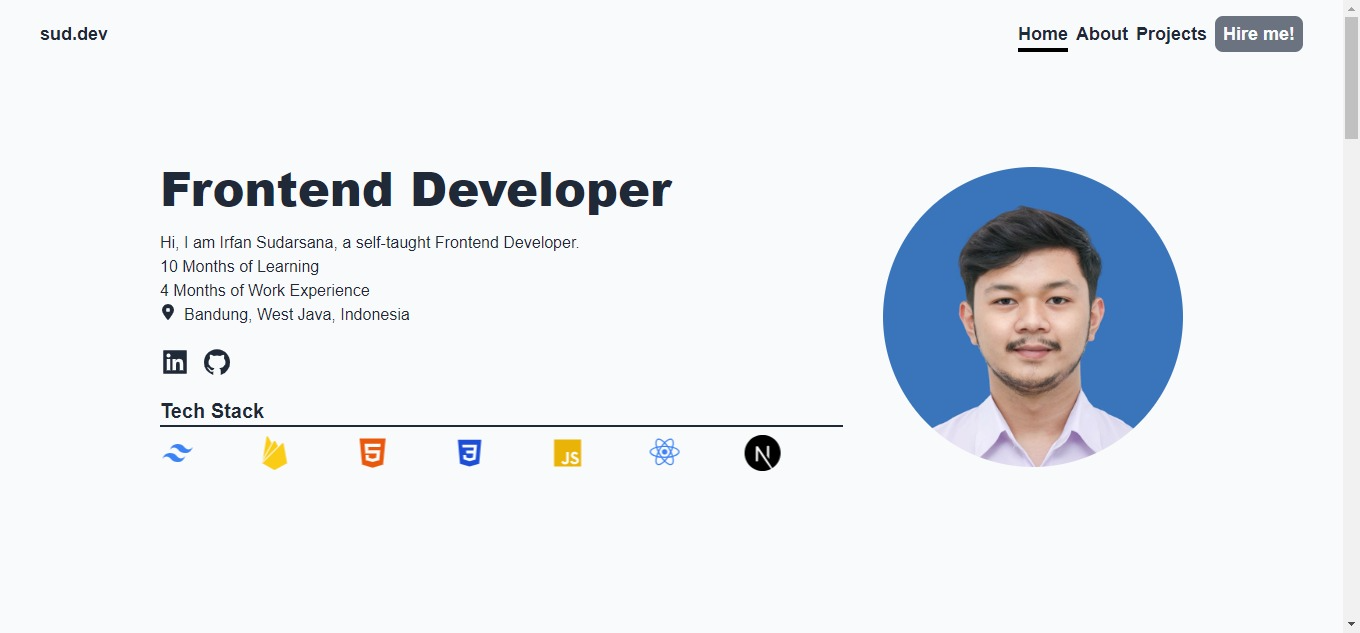 sud.dev
Home About Projects Hire me!
Frontend Developer
Hi, I am Irfan Sudarsana, a self-taught Frontend Developer.
10 Months of Learning
4 Months of Work Experience
Bandung, West Java, Indonesia
in
Tech Stack
5
3
JS
N